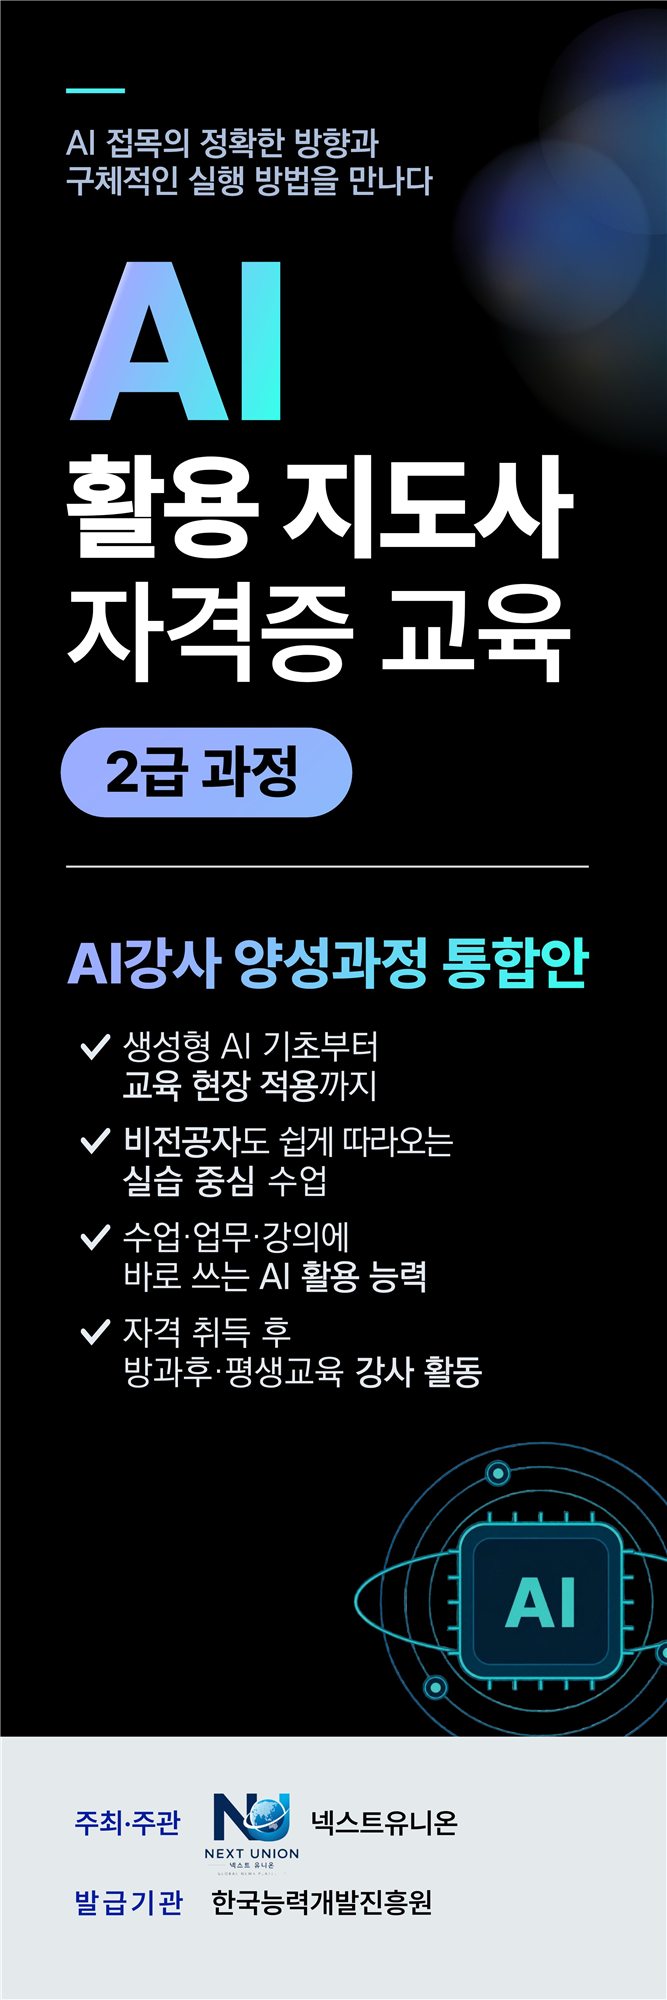 AI 접목의 정확한 방향과
구체적인 실행 방법을 만나다
AI
활용 지도사
자격증 교육
2급 과정
AI강사 양성과정 통합안
생성형 AI 기초부터
교육 현장 적용까지
비전공자도 쉽게 따라오는
실습 중심 수업
수업·업무·강의에
바로 쓰는 AI 활용 능력
자격 취득 후
방과후·평생교육 강사 활동
AI
주최·주관 NU 넥스트유니온
NEXT UNION
넥스트 유니온
발급기관 한국능력개발진흥원